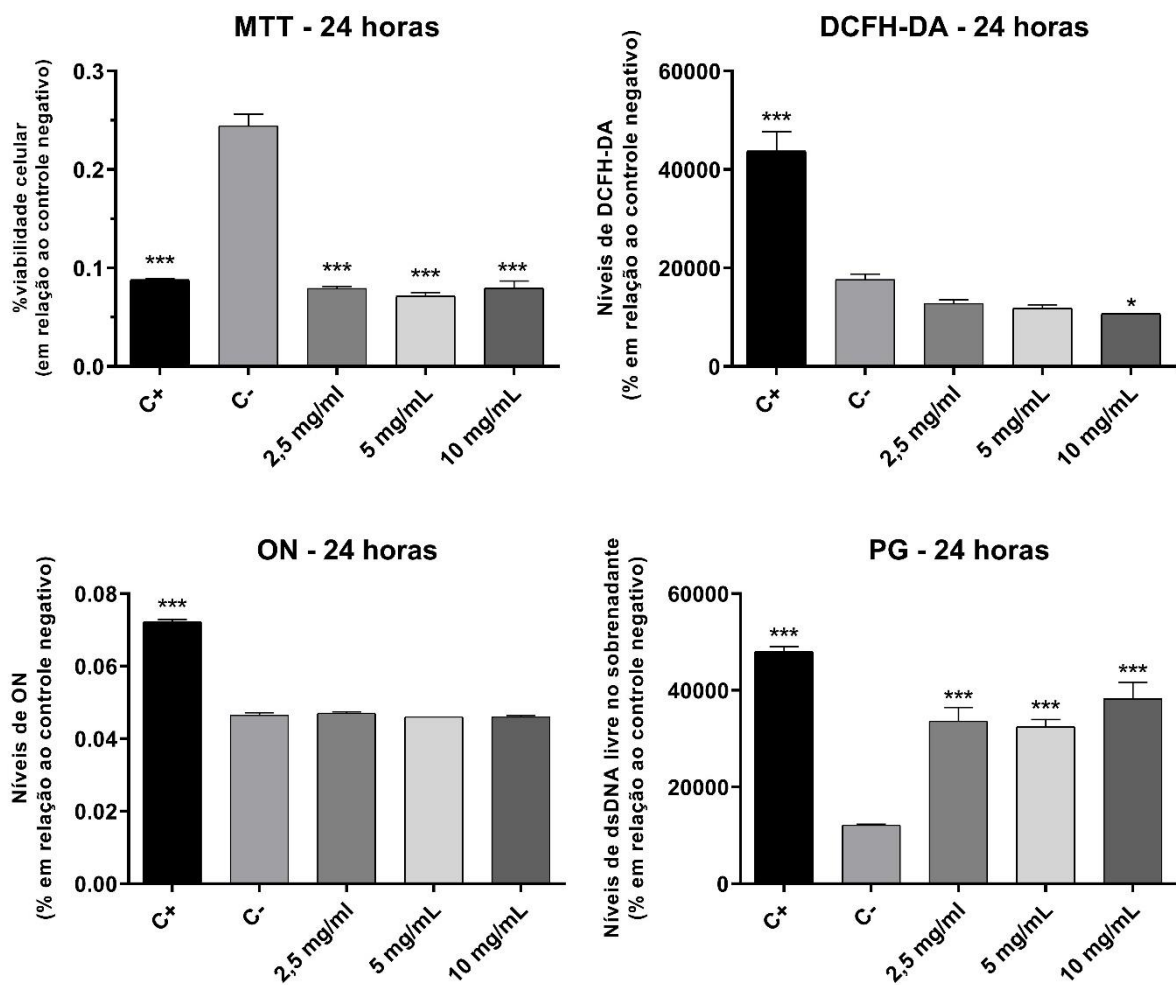 MTT - 24 horas
%viabilidade celular
(em relação ao controle negativo)
0.3
0.2
0.1
0.0
***
***
***
***
C+
C-
2,5 mg/ml
5 mg/mL
10 mg/mL
DCFH-DA - 24 horas
Níveis de DCFH-DA
(% em relação ao controle negativo)
60000
40000
20000
0
***
*
C+
C-
2,5 mg/ml
5 mg/mL
10 mg/mL
ON - 24 horas
Níveis de ON
(% em relação ao controle negativo)
0.08
0.06
0.04
0.02
0.00
***
C+
C-
2,5 mg/ml
5 mg/mL
10 mg/mL
PG - 24 horas
Níveis de dsDNA livre no sobrenadante
(% em relação ao controle negativo)
60000
40000
20000
0
***
***
***
***
C+
C-
2,5 mg/ml
5 mg/mL
10 mg/mL